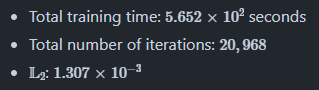 • Total training time: 5.652 × 10² seconds
• Total number of iterations: 20,968
• 𝕃₂: 1.307 × 10⁻³